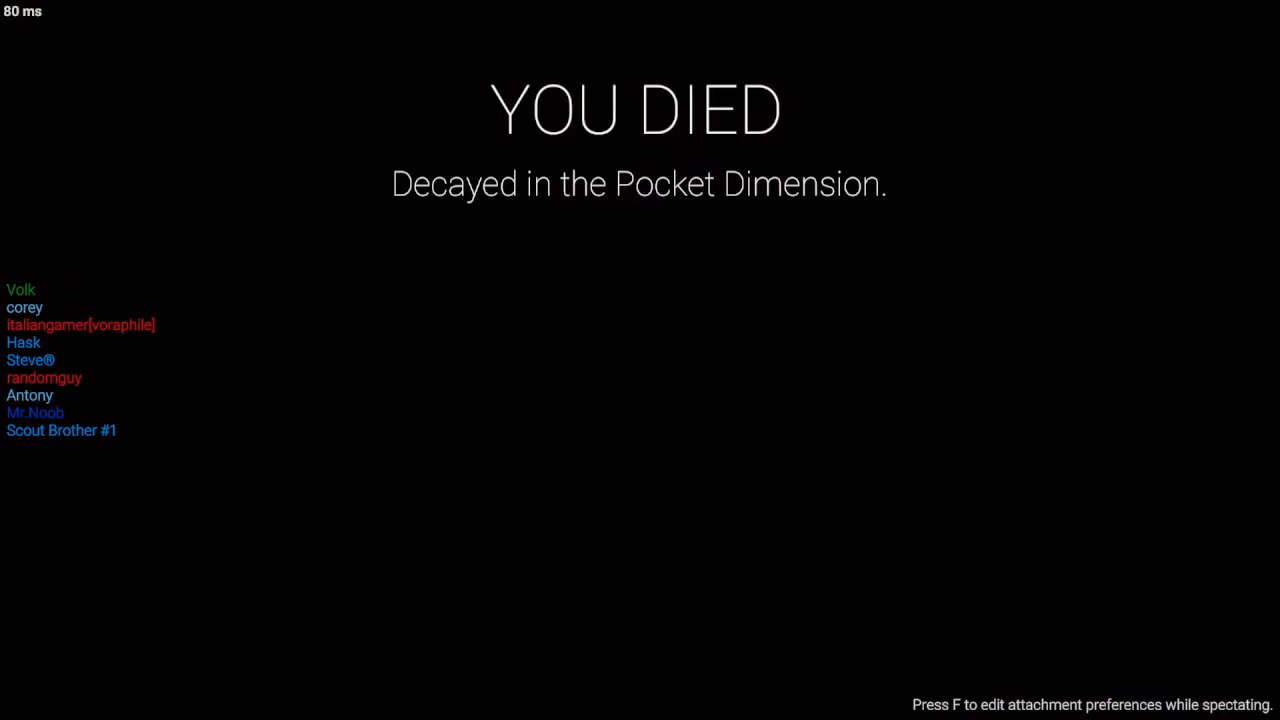 80 ms
YOU DIED
Decayed in the Pocket Dimension.
Volk
corey
italiangamer[voraphile]
Hask
Steve®
randomguy
Antony
Mr.Noob
Scout Brother #1
Press F to edit attachment preferences while spectating.